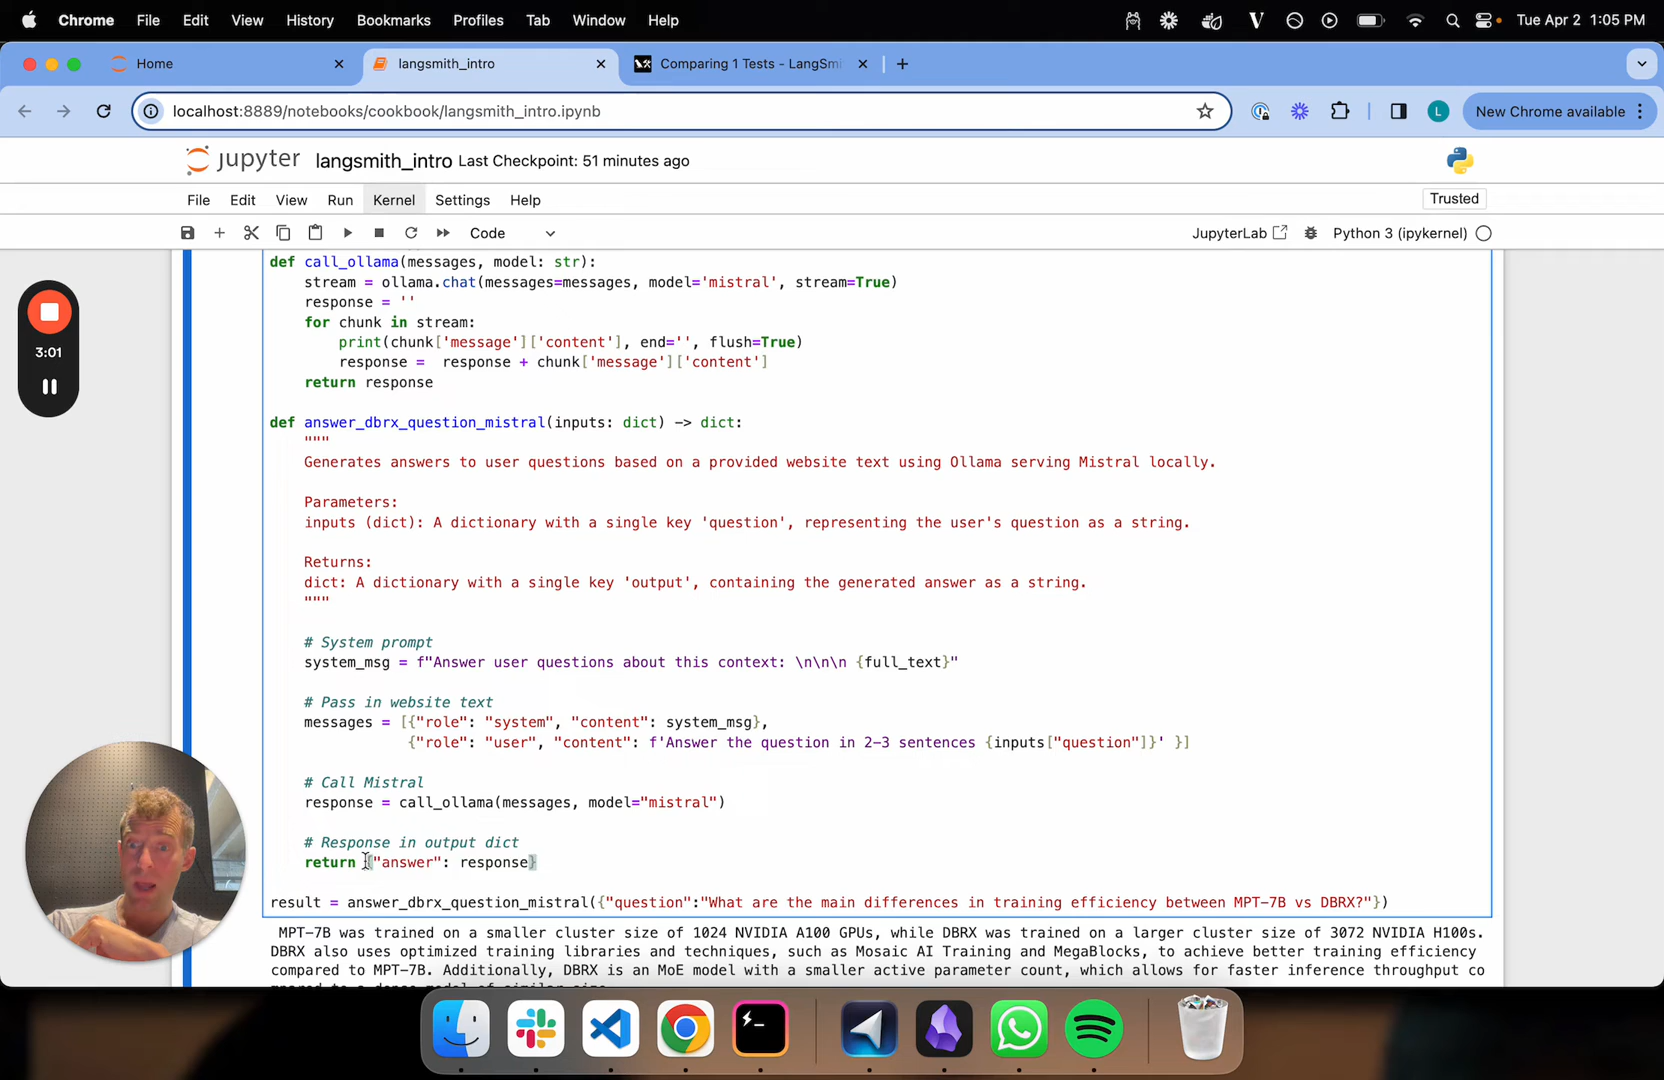 Chrome File Edit View History Bookmarks Profiles Tab Window Help Tue Apr 2 1:05 PM
Home langsmith_intro Comparing 1 Tests - LangSmi
localhost:8889/notebooks/cookbook/langsmith_intro.ipynb L New Chrome available
jupyter langsmith_intro Last Checkpoint: 51 minutes ago
File Edit View Run Kernel Settings Help Trusted
Code JupyterLab Python 3 (ipykernel)
def call_ollama(messages, model: str):
    stream = ollama.chat(messages=messages, model='mistral', stream=True)
    response = ''
    for chunk in stream:
        print(chunk['message']['content'], end='', flush=True)
        response =  response + chunk['message']['content']
    return response
3:01
def answer_dbrx_question_mistral(inputs: dict) -> dict:
    """
    Generates answers to user questions based on a provided website text using Ollama serving Mistral locally.
    Parameters:
    inputs (dict): A dictionary with a single key 'question', representing the user's question as a string.
    Returns:
    dict: A dictionary with a single key 'output', containing the generated answer as a string.
    """
    # System prompt
    system_msg = f"Answer user questions about this context: \n\n\n {full_text}"
    # Pass in website text
    messages = [{"role": "system", "content": system_msg},
                {"role": "user", "content": f'Answer the question in 2-3 sentences {inputs["question"]}' }]
    # Call Mistral
    response = call_ollama(messages, model="mistral")
    # Response in output dict
    return {"answer": response}
result = answer_dbrx_question_mistral({"question":"What are the main differences in training efficiency between MPT-7B vs DBRX?"})
MPT-7B was trained on a smaller cluster size of 1024 NVIDIA A100 GPUs, while DBRX was trained on a larger cluster size of 3072 NVIDIA H100s.
DBRX also uses optimized training libraries and techniques, such as Mosaic AI Training and MegaBlocks, to achieve better training efficiency
compared to MPT-7B. Additionally, DBRX is an MoE model with a smaller active parameter count, which allows for faster inference throughput co